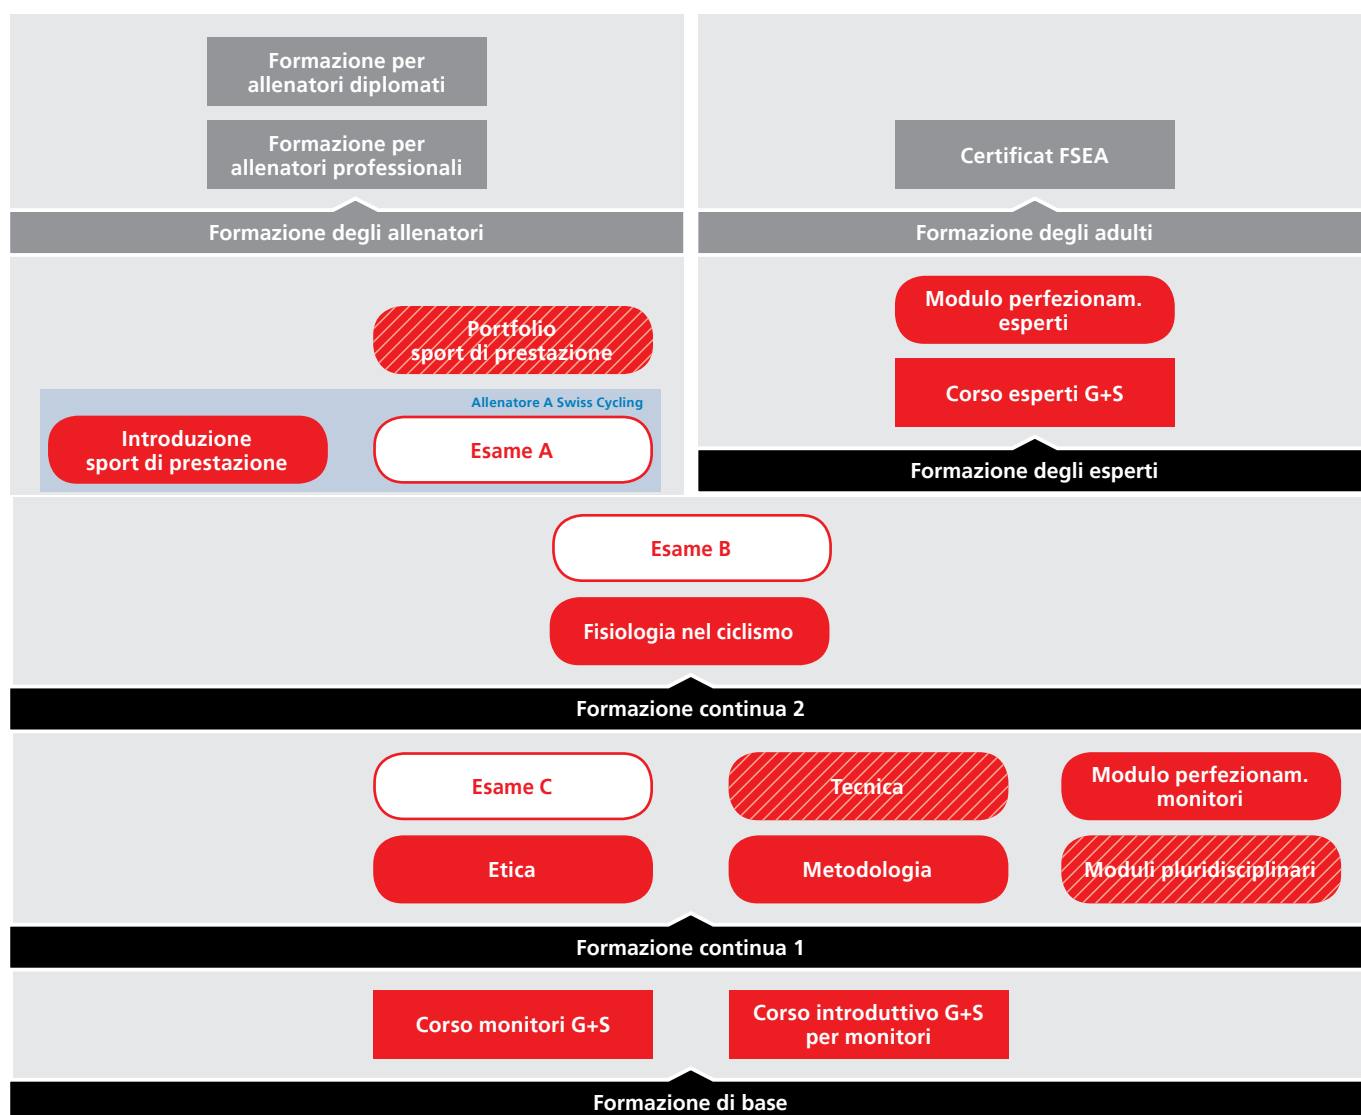 Formazione per
allenatori diplomati
Formazione per
allenatori professionali
Formazione degli allenatori
Certificat FSEA
Formazione degli adulti
Portfolio
sport di prestazione
Allenatore A Swiss Cycling
Introduzione
sport di prestazione
Esame A
Modulo perfezionam.
esperti
Corso esperti G+S
Formazione degli esperti
Esame B
Fisiologia nel ciclismo
Formazione continua 2
Esame C
Tecnica
Modulo perfezionam.
monitori
Etica
Metodologia
Moduli pluridisciplinari
Formazione continua 1
Corso monitori G+S
Corso introduttivo G+S
per monitori
Formazione di base